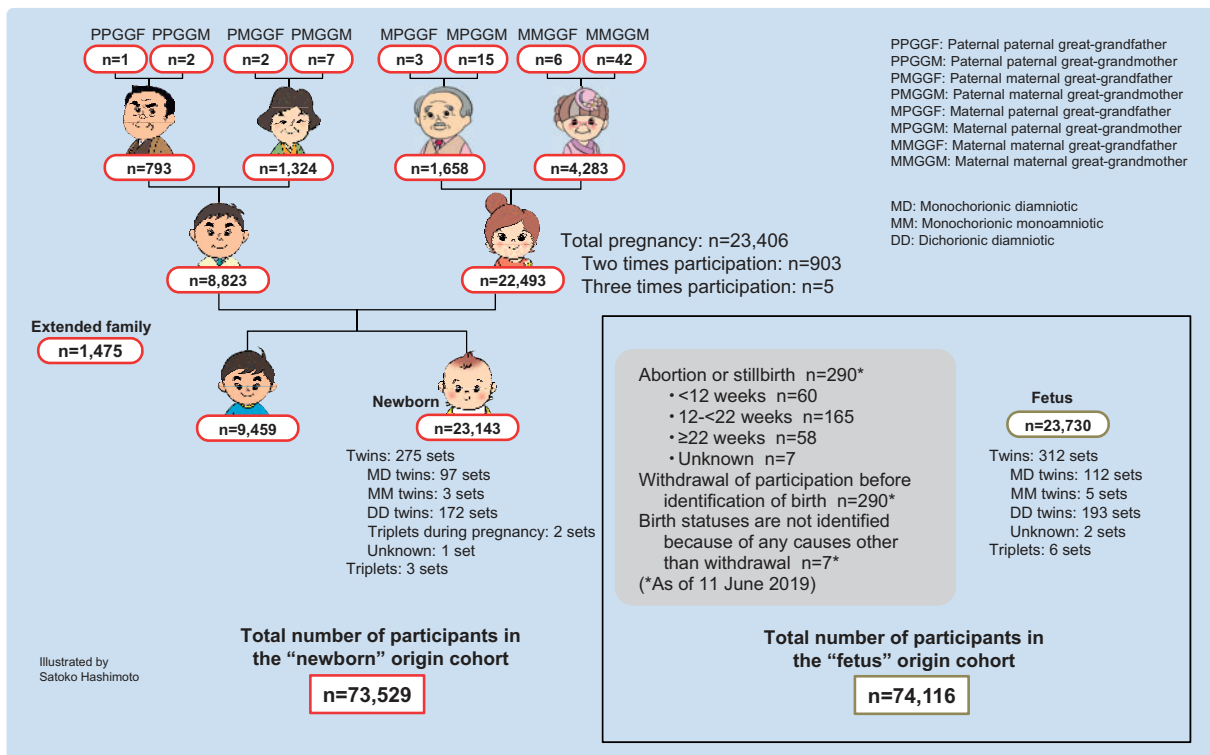 PPGGF PPGGM PMGGF PMGGM MPGGF MPGGM MMGGF MMGGM
n=1 n=2 n=2 n=7 n=3 n=15 n=6 n=42
PPGGF: Paternal paternal great-grandfather
PPGGM: Paternal paternal great-grandmother
PMGGF: Paternal maternal great-grandfather
PMGGM: Paternal maternal great-grandmother
MPGGF: Maternal paternal great-grandfather
MPGGM: Maternal paternal great-grandmother
MMGGF: Maternal maternal great-grandfather
MMGGM: Maternal maternal great-grandmother
n=793 n=1,324 n=1,658 n=4,283
MD: Monochorionic diamniotic
MM: Monochorionic monoamniotic
DD: Dichorionic diamniotic
n=8,823 n=22,493
Total pregnancy: n=23,406
Two times participation: n=903
Three times participation: n=5
Extended family
n=1,475
n=9,459
Newborn
n=23,143
Twins: 275 sets
MD twins: 97 sets
MM twins: 3 sets
DD twins: 172 sets
Triplets during pregnancy: 2 sets
Unknown: 1 set
Triplets: 3 sets
Abortion or stillbirth n=290*
・<12 weeks n=60
・12-<22 weeks n=165
・≥22 weeks n=58
・Unknown n=7
Withdrawal of participation before
identification of birth n=290*
Birth statuses are not identified
because of any causes other
than withdrawal n=7*
(*As of 11 June 2019)
Fetus
n=23,730
Twins: 312 sets
MD twins: 112 sets
MM twins: 5 sets
DD twins: 193 sets
Unknown: 2 sets
Triplets: 6 sets
Total number of participants in
the “newborn” origin cohort
n=73,529
Total number of participants in
the “fetus” origin cohort
n=74,116
Illustrated by
Satoko Hashimoto